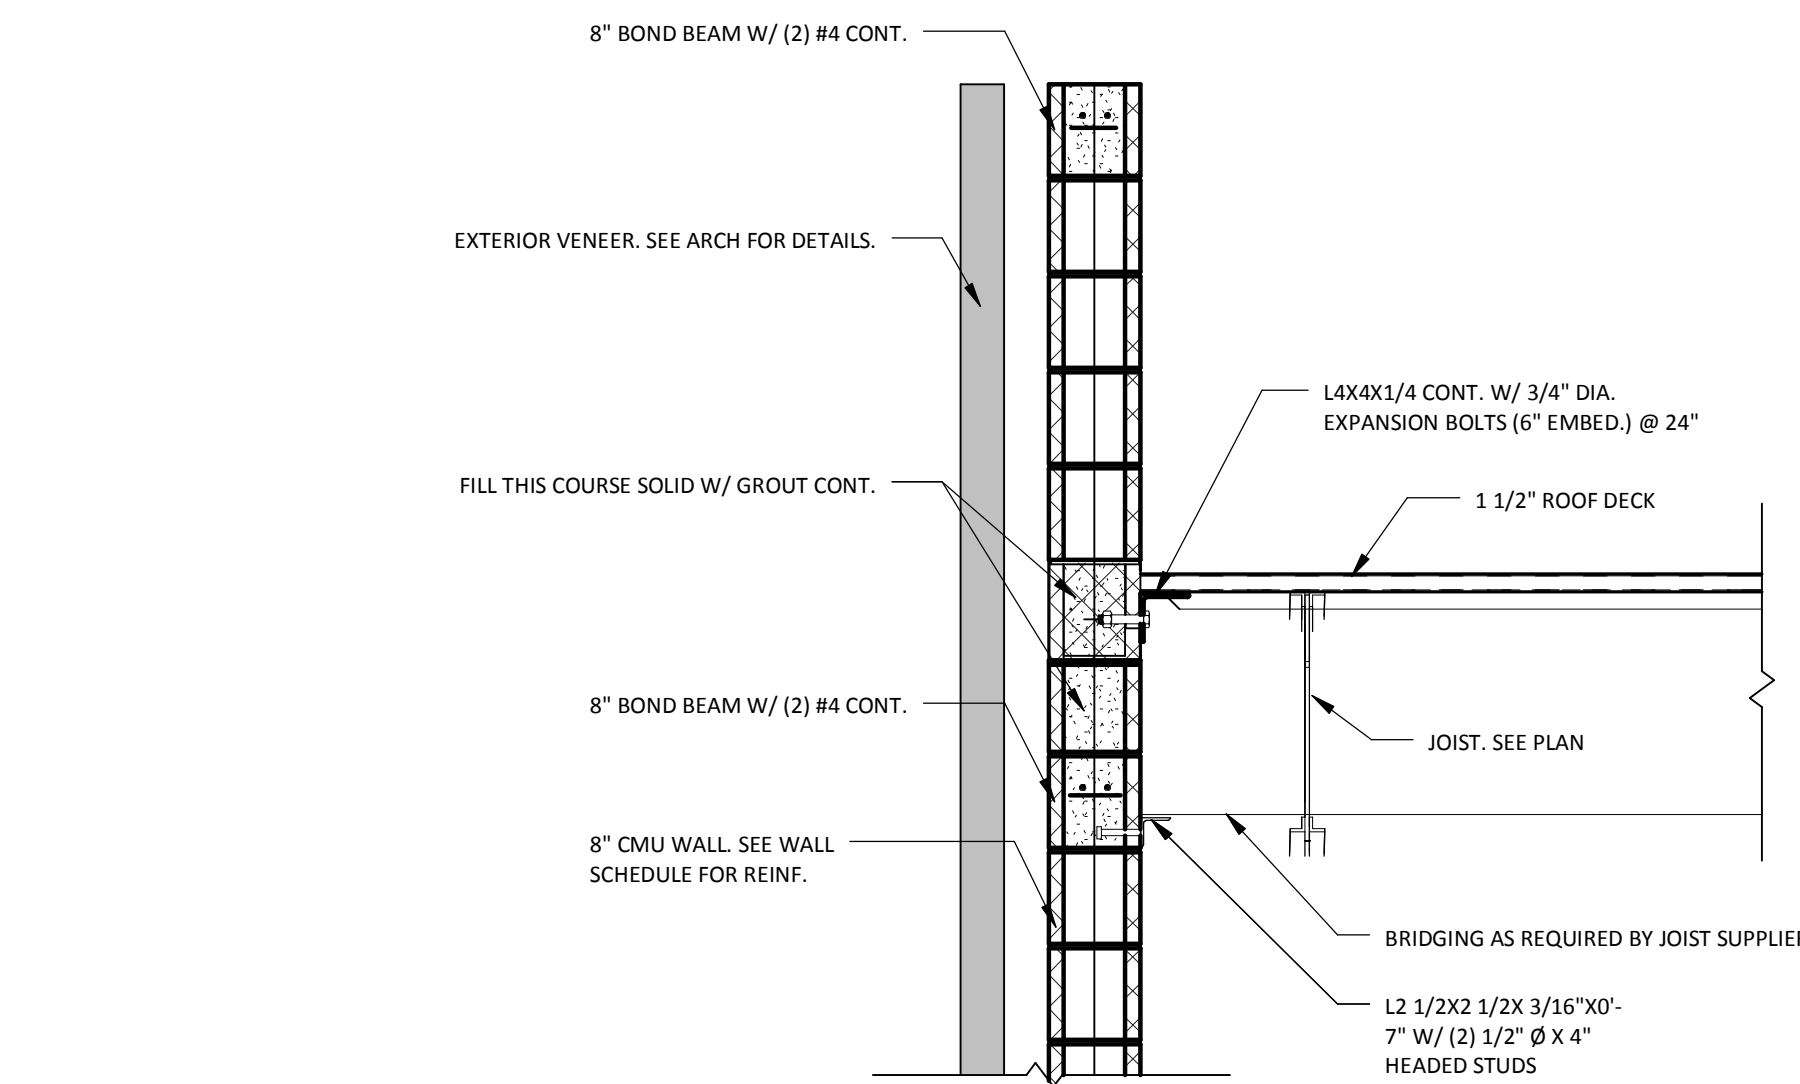 8" BOND BEAM W/ (2) #4 CONT.
EXTERIOR VENEER. SEE ARCH FOR DETAILS.
L4X4X1/4 CONT. W/ 3/4" DIA.
EXPANSION BOLTS (6" EMBED.) @ 24"
FILL THIS COURSE SOLID W/ GROUT CONT.
1 1/2" ROOF DECK
8" BOND BEAM W/ (2) #4 CONT.
JOIST. SEE PLAN
8" CMU WALL. SEE WALL
SCHEDULE FOR REINF.
BRIDGING AS REQUIRED BY JOIST SUPPLIER
L2 1/2X2 1/2X 3/16"X0'-
7" W/ (2) 1/2" Ø X 4"
HEADED STUDS